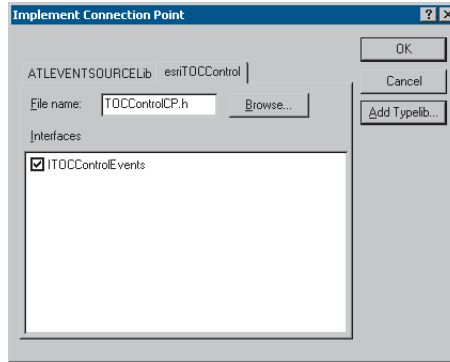 Implement Connection Point
OK
ATLEVENTSOURCELib esriTOCControl
Cancel
File name: TOCControlCP.h Browse...
Add Typelib...
Interfaces
ITOCControlEvents